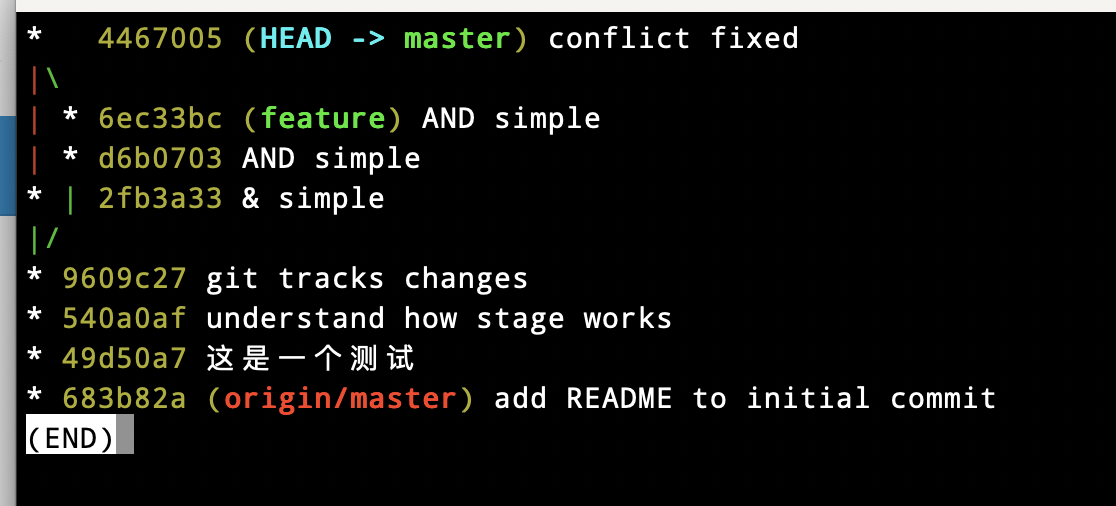 *   4467005 (HEAD -> master) conflict fixed
|\
| * 6ec33bc (feature) AND simple
| * d6b0703 AND simple
* | 2fb3a33 & simple
|/
* 9609c27 git tracks changes
* 540a0af understand how stage works
* 49d50a7 这是一个测试
* 683b82a (origin/master) add README to initial commit
(END)